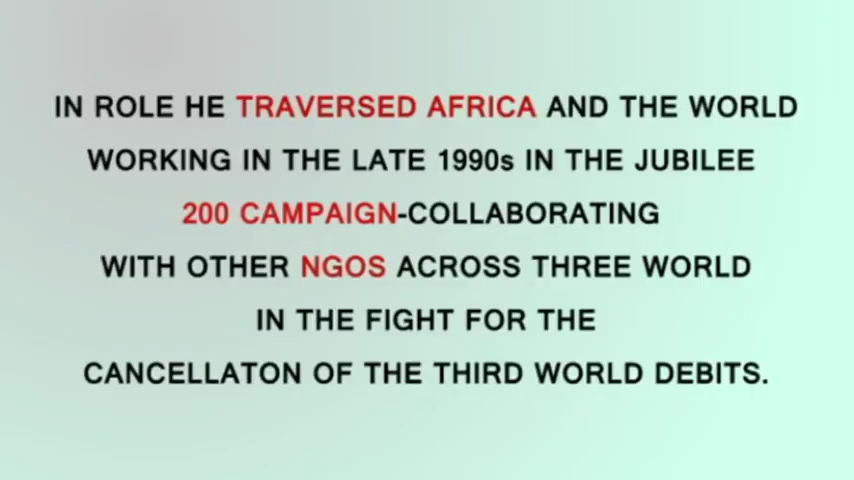 IN ROLE HE TRAVERSED AFRICA AND THE WORLD
WORKING IN THE LATE 1990s IN THE JUBILEE
200 CAMPAIGN-COLLABORATING
WITH OTHER NGOS ACROSS THREE WORLD
IN THE FIGHT FOR THE
CANCELLATON OF THE THIRD WORLD DEBITS.